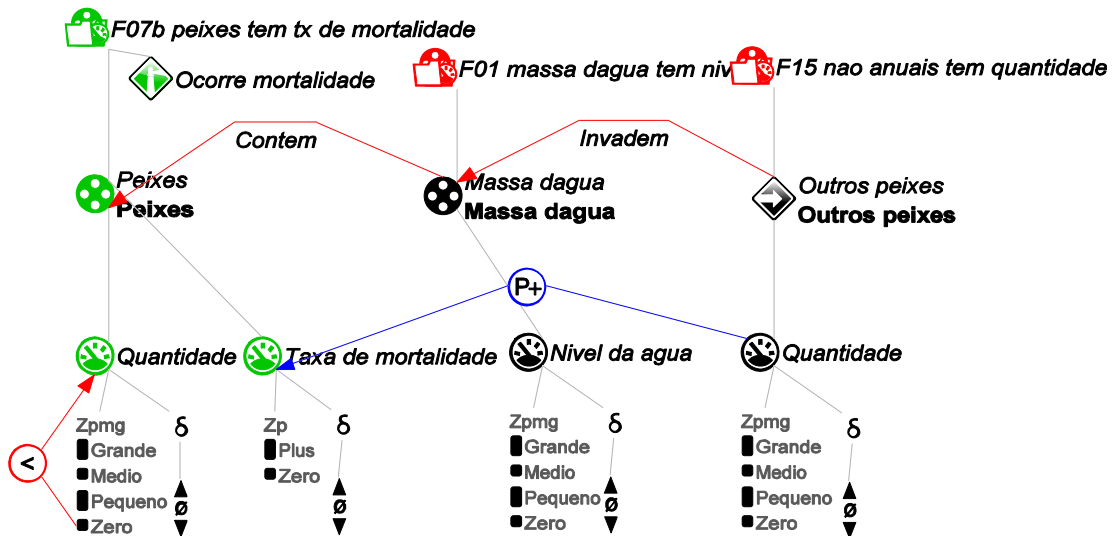 F07b peixes tem tx de mortalidade
Ocorre mortalidade
F01 massa dagua tem niv
F15 nao anuais tem quantidade
Contem
Invadem
Peixes
Peixes
Massa dagua
Massa dagua
Outros peixes
Outros peixes
P+
Quantidade
Taxa de mortalidade
Nivel da agua
Quantidade
Zpmg
δ
Grande
Medio
Pequeno
Zero
ø
<
Zp
δ
Plus
Zero
ø
Zpmg
δ
Grande
Medio
Pequeno
Zero
ø
Zpmg
δ
Grande
Medio
Pequeno
Zero
ø